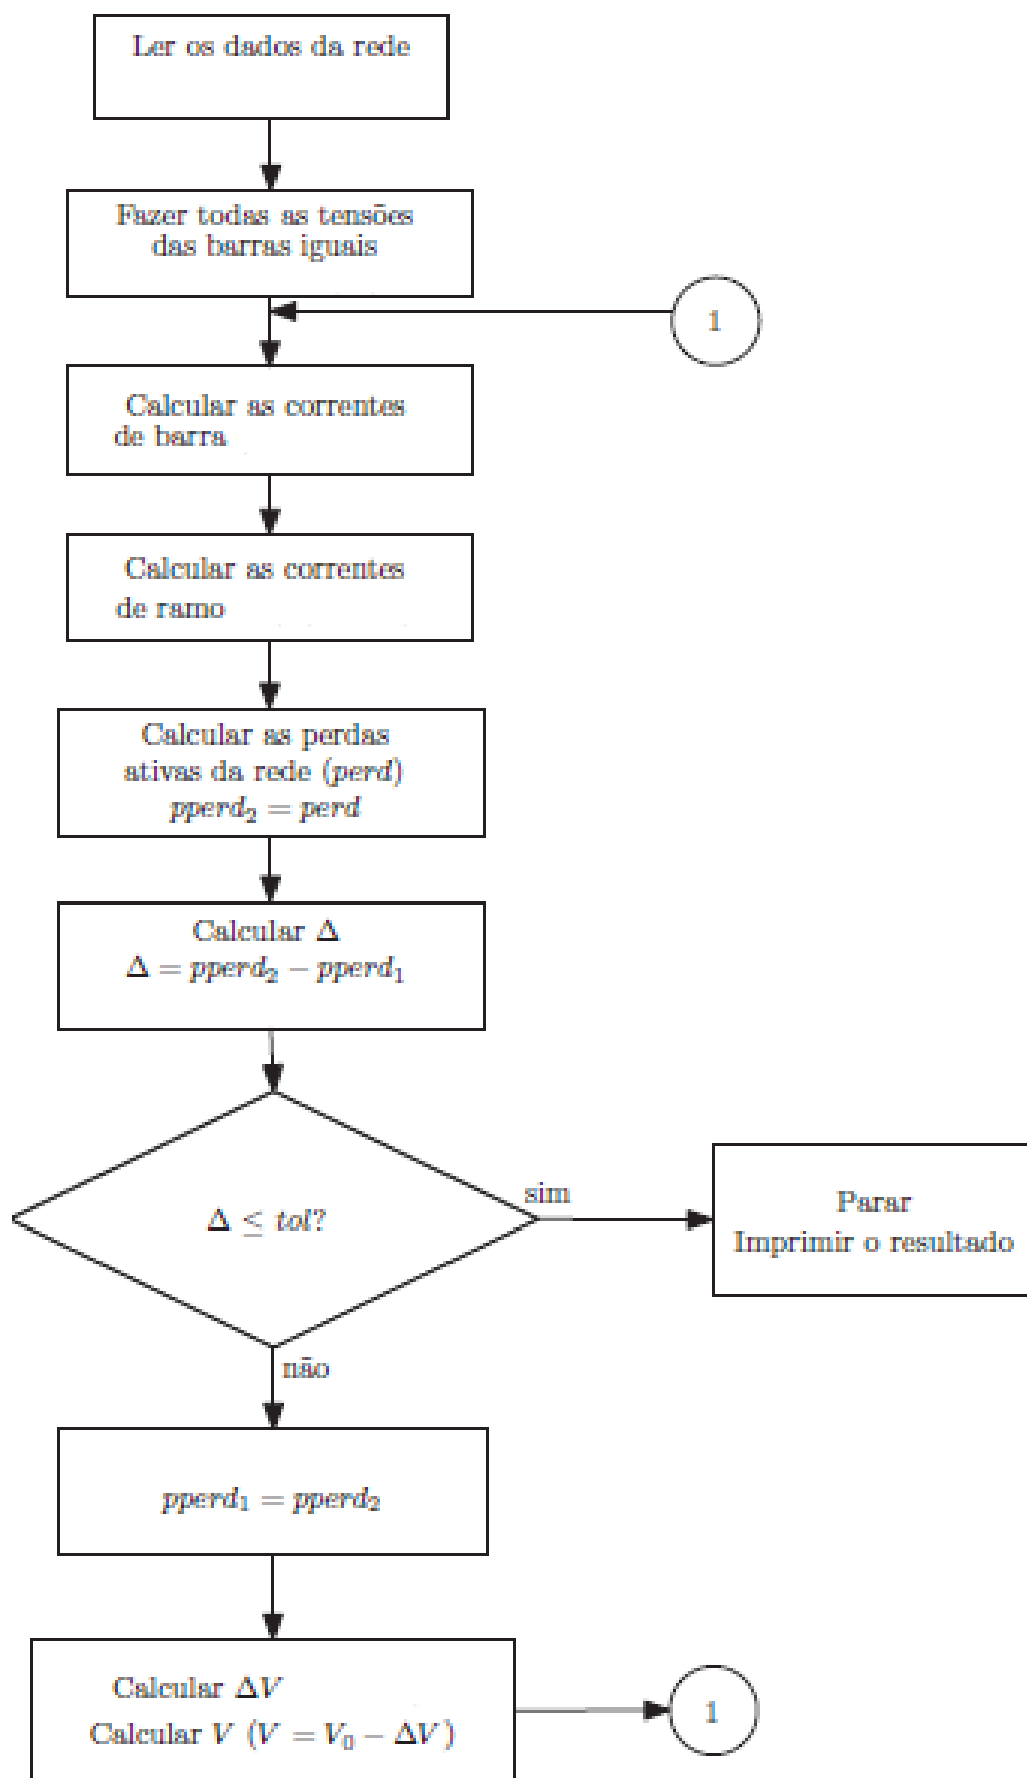 Ler os dados da rede
Fazer todas as tensões
das barras iguais
1
Calcular as correntes
de barra
Calcular as correntes
de ramo
Calcular as perdas
ativas da rede (perd)
pperd₂ = perd
Calcular Δ
Δ = pperd₂ − pperd₁
Δ ≤ tol?
sim
Parar
Imprimir o resultado
não
pperd₁ = pperd₂
Calcular ΔV
Calcular V (V = V₀ − ΔV)
1